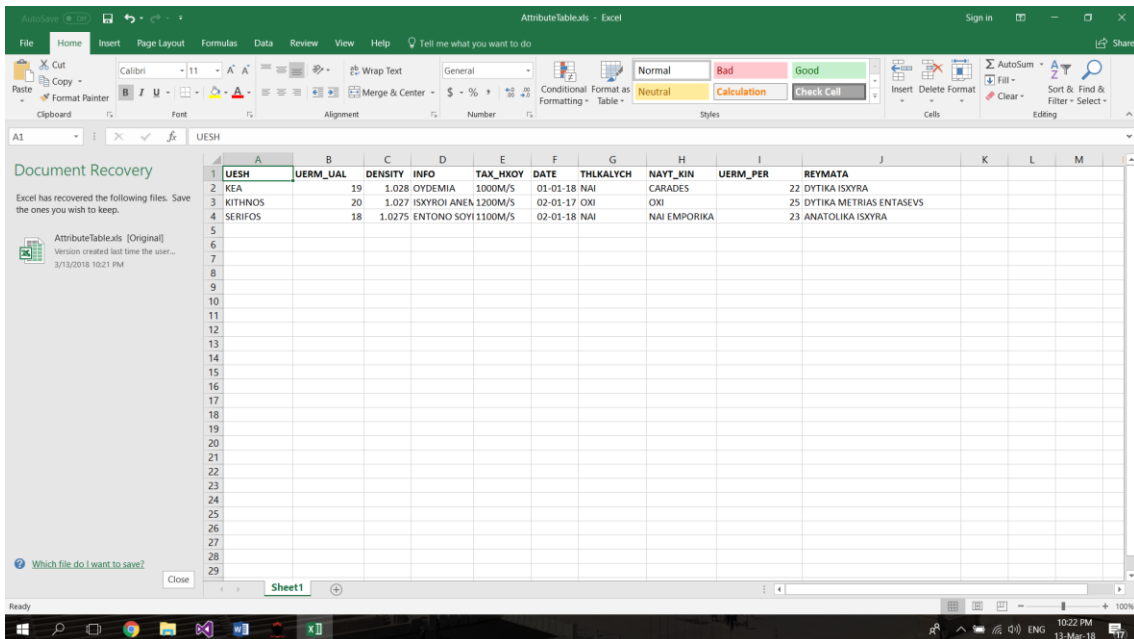 AutoSave Off AttributeTable.xls - Excel Sign in
File Home Insert Page Layout Formulas Data Review View Help Tell me what you want to do Share
Paste Cut Copy Format Painter Clipboard
Calibri 11 B I U Font
Wrap Text Merge & Center Alignment
General $ % Number
Conditional Formatting Format as Table
Normal Bad Good
Neutral Calculation Check Cell
Styles
Insert Delete Format Cells
AutoSum Fill Clear Sort & Filter Find & Select Editing
A1 fx UESH
Document Recovery
Excel has recovered the following files. Save
the ones you wish to keep.
AttributeTable.xls [Original]
Version created last time the user...
3/13/2018 10:21 PM
Which file do I want to save?
Close
A B C D E F G H I J K L M
1 UESH UERM_UAL DENSITY INFO TAX_HXOY DATE THLKALYCH NAYT_KIN UERM_PER REYMATA
2 KEA 19 1.028 OYDEMIA 1000M/S 01-01-18 NAI CARADES 22 DYTIKA ISXYRA
3 KITHNOS 20 1.027 ISXYROI ANEM 1200M/S 02-01-17 OXI OXI 25 DYTIKA METRIAS ENTASEVS
4 SERIFOS 18 1.0275 ENTONO SOYI 1100M/S 02-01-18 NAI NAI EMPORIKA 23 ANATOLIKA ISXYRA
5
6
7
8
9
10
11
12
13
14
15
16
17
18
19
20
21
22
23
24
25
26
27
28
29
Sheet1
Ready 100%
ENG 10:22 PM
13-Mar-18 17